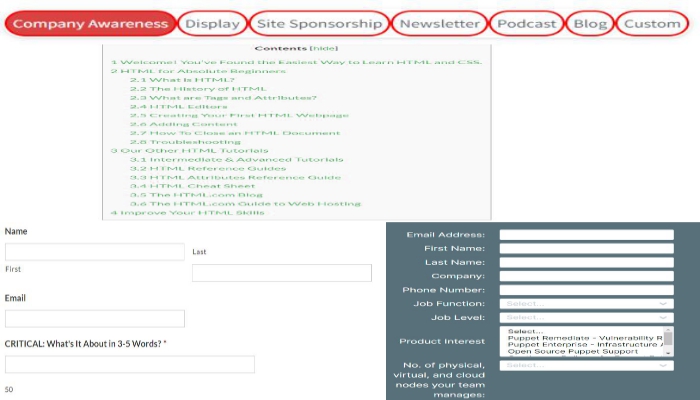 Company Awareness Display Site Sponsorship Newsletter Podcast Blog Custom
Contents [hide]
1 Welcome! You've Found the Easiest Way to Learn HTML and CSS.
2 HTML for Absolute Beginners
2.1 What is HTML?
2.2 The History of HTML
2.3 What are Tags and Attributes?
2.4 HTML Editors
2.5 Creating Your First HTML Webpage
2.6 Adding Content
2.7 How To Close an HTML Document
2.8 Troubleshooting
3 Our Other HTML Tutorials
3.1 Intermediate & Advanced Tutorials
3.2 HTML Reference Guides
3.3 HTML Attributes Reference Guide
3.4 HTML Cheat Sheet
3.5 The HTML.com Blog
3.6 The HTML.com Guide to Web Hosting
4 Improve Your HTML Skills
Name
Last
First
Email
CRITICAL: What's It About in 3-5 Words? *
50
Email Address:
First Name:
Last Name:
Company:
Phone Number:
Job Function: Select...
Job Level: Select...
Product Interest
Select...
Puppet Remediate - Vulnerability R
Puppet Enterprise - Infrastructure A
Open Source Puppet Support
No. of physical, Select...
virtual, and cloud
nodes your team
manages: